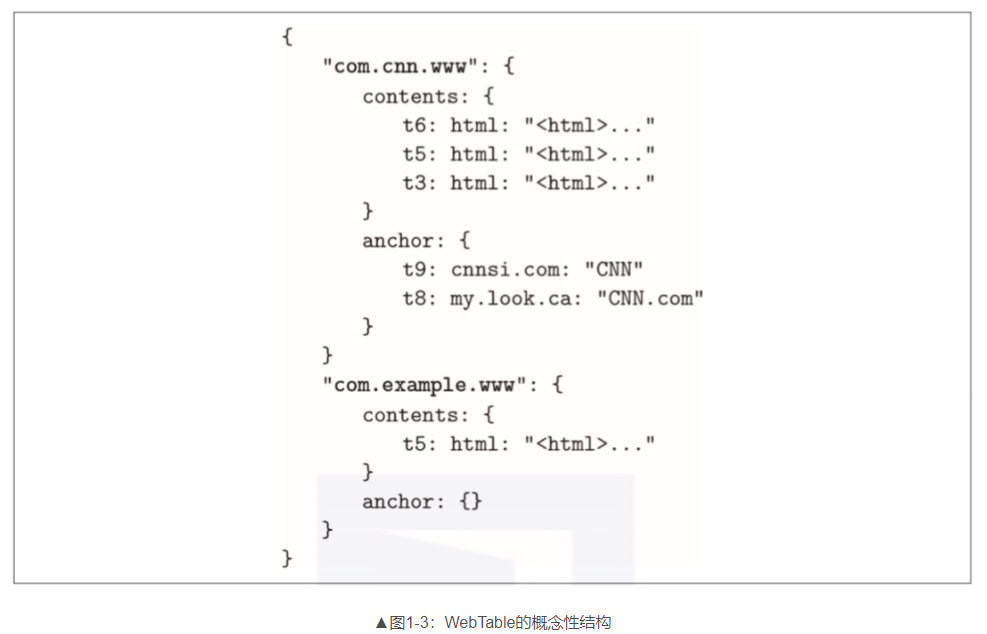 {
"com.cnn.www": {
contents: {
t6: html: "<html>..."
t5: html: "<html>..."
t3: html: "<html>..."
}
anchor: {
t9: cnnsi.com: "CNN"
t8: my.look.ca: "CNN.com"
}
}
"com.example.www": {
contents: {
t5: html: "<html>..."
}
anchor: {}
}
}
▲图1-3：WebTable的概念性结构